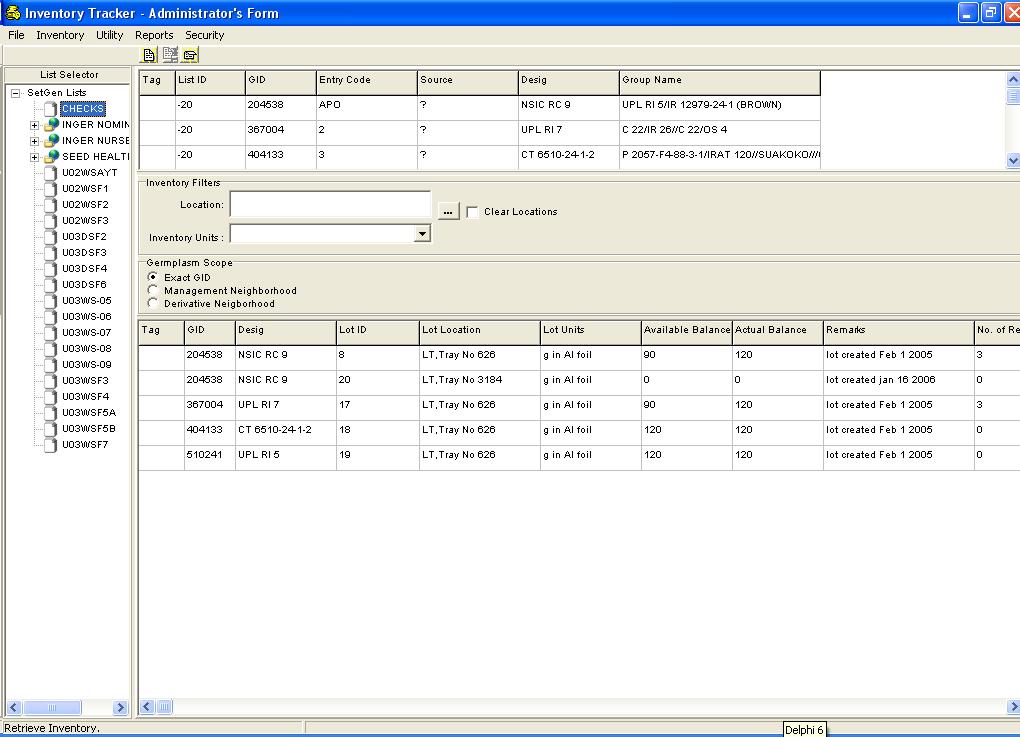 Inventory Tracker - Administrator's Form
File Inventory Utility Reports Security
List Selector
SetGen Lists
CHECKS
INGER NOMIN
INGER NURSE
SEED HEALTI
U02WSAYT
U02WSF1
U02WSF2
U02WSF3
U03DSF2
U03DSF3
U03DSF4
U03DSF6
U03WS-05
U03WS-06
U03WS-07
U03WS-08
U03WS-09
U03WSF3
U03WSF4
U03WSF5A
U03WSF5B
U03WSF7
Tag List ID GID Entry Code Source Desig Group Name
-20 204538 APO ? NSIC RC 9 UPL RI 5/IR 12979-24-1 (BROWN)
-20 367004 2 ? UPL RI 7 C 22/IR 26//C 22/OS 4
-20 404133 3 ? CT 6510-24-1-2 P 2057-F4-88-3-1/IRAT 120//SUAKOKO///
Inventory Filters
Location:
... Clear Locations
Inventory Units :
Germplasm Scope
Exact GID
Management Neighborhood
Derivative Neigborhood
Tag GID Desig Lot ID Lot Location Lot Units Available Balance Actual Balance Remarks No. of Re
204538 NSIC RC 9 8 LT,Tray No 626 g in Al foil 90 120 lot created Feb 1 2005 3
204538 NSIC RC 9 20 LT,Tray No 3184 g in Al foil 0 0 lot created jan 16 2006 0
367004 UPL RI 7 17 LT,Tray No 626 g in Al foil 90 120 lot created Feb 1 2005 3
404133 CT 6510-24-1-2 18 LT,Tray No 626 g in Al foil 120 120 lot created Feb 1 2005 0
510241 UPL RI 5 19 LT,Tray No 626 g in Al foil 120 120 lot created Feb 1 2005 0
Retrieve Inventory.
Delphi 6